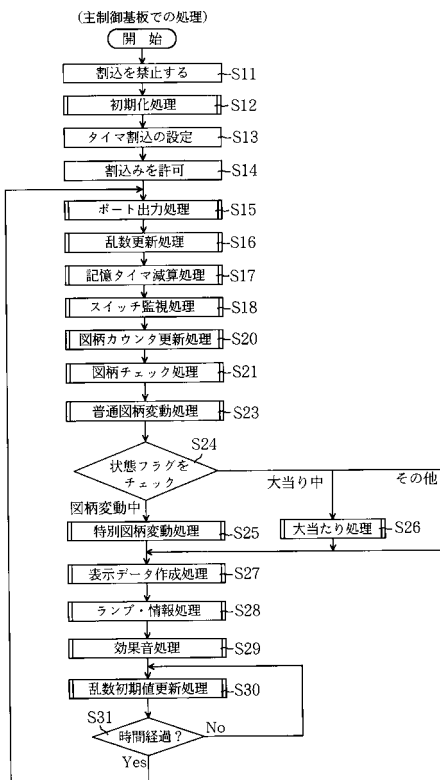 (主制御基板での処理)
開 始
割込を禁止する
S11
初期化処理
S12
タイマ割込の設定
S13
割込みを許可
S14
ポート出力処理
S15
乱数更新処理
S16
記憶タイマ減算処理
S17
スイッチ監視処理
S18
図柄カウンタ更新処理
S20
図柄チェック処理
S21
普通図柄変動処理
S23
S24
状態フラグを
チェック
大当り中
その他
図柄変動中
特別図柄変動処理
S25
大当たり処理
S26
表示データ作成処理
S27
ランプ・情報処理
S28
効果音処理
S29
乱数初期値更新処理
S30
S31
時間経過?
No
Yes